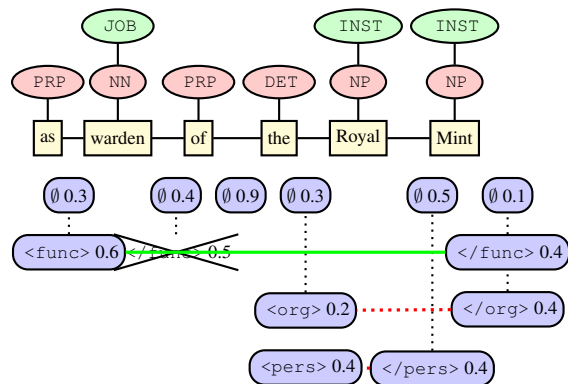 JOB INST INST
PRP NN PRP DET NP NP
as warden of the Royal Mint
∅ 0.3 ∅ 0.4 ∅ 0.9 ∅ 0.3 ∅ 0.5 ∅ 0.1
<func> 0.6 </func> 0.5 </func> 0.4
<org> 0.2 </org> 0.4
<pers> 0.4 </pers> 0.4